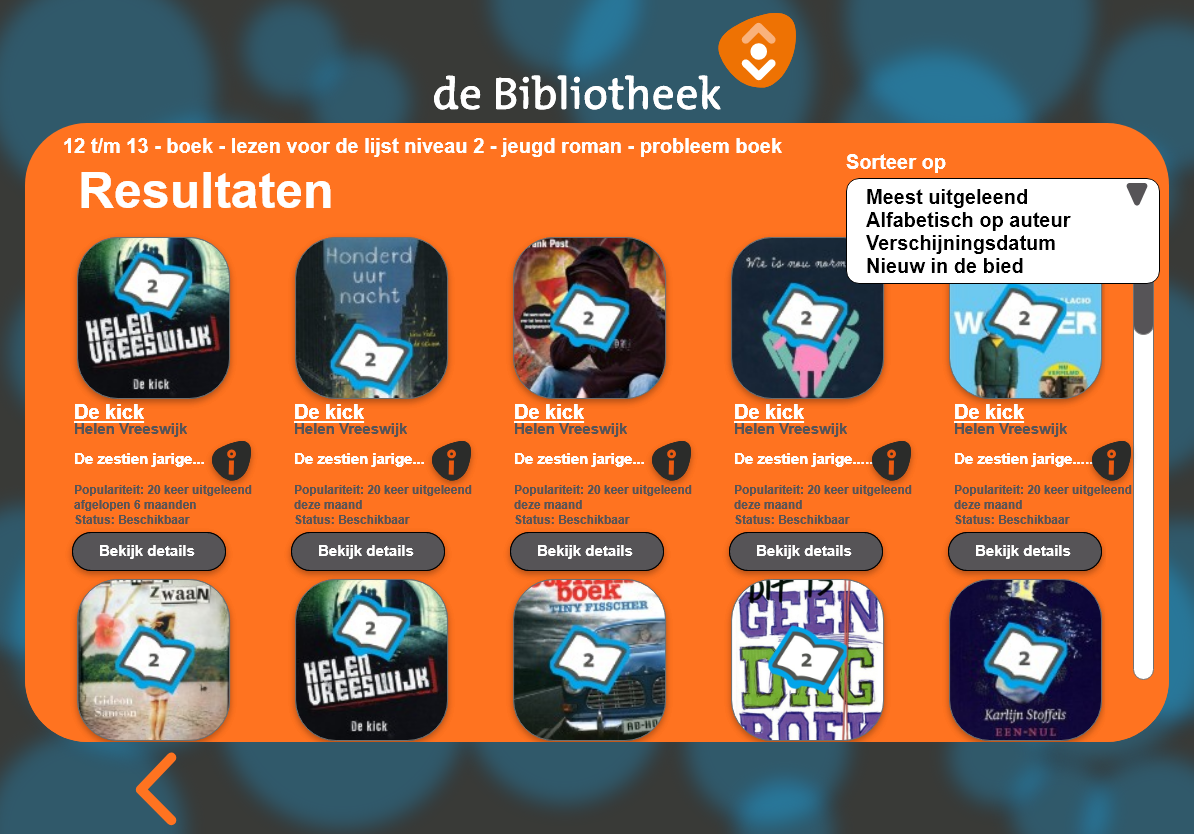 de Bibliotheek
12 t/m 13 - boek - lezen voor de lijst niveau 2 - jeugd roman - probleem boek
Resultaten
Sorteer op
Meest uitgeleend
Alfabetisch op auteur
Verschijningsdatum
Nieuw in de bied
2
HELEN
VREESWIJK
De kick
Honderd
uur
nacht
2
ank Post
2
Wie is nou norm
2
ALACIO
W
ER
2
De kick
De kick
De kick
De kick
De kick
Helen Vreeswijk
Helen Vreeswijk
Helen Vreeswijk
Helen Vreeswijk
Helen Vreeswijk
De zestien jarige...
De zestien jarige...
De zestien jarige...
De zestien jarige.....
De zestien jarige.....
Populariteit: 20 keer uitgeleend
afgelopen 6 maanden
Status: Beschikbaar
Populariteit: 20 keer uitgeleend
deze maand
Status: Beschikbaar
Populariteit: 20 keer uitgeleend
deze maand
Status: Beschikbaar
Populariteit: 20 keer uitgeleend
deze maand
Status: Beschikbaar
Populariteit: 20 keer uitgeleend
deze maand
Status: Beschikbaar
Bekijk details
Bekijk details
Bekijk details
Bekijk details
Bekijk details
ZWAAN
2
Gideon
Samson
2
HELEN
VREESWIJK
De kick
boek
TINY FISSCHER
2
DIT IS
GEEN
DAG
BOEK
2
2
Karlijn Stoffels
EEN-NUL